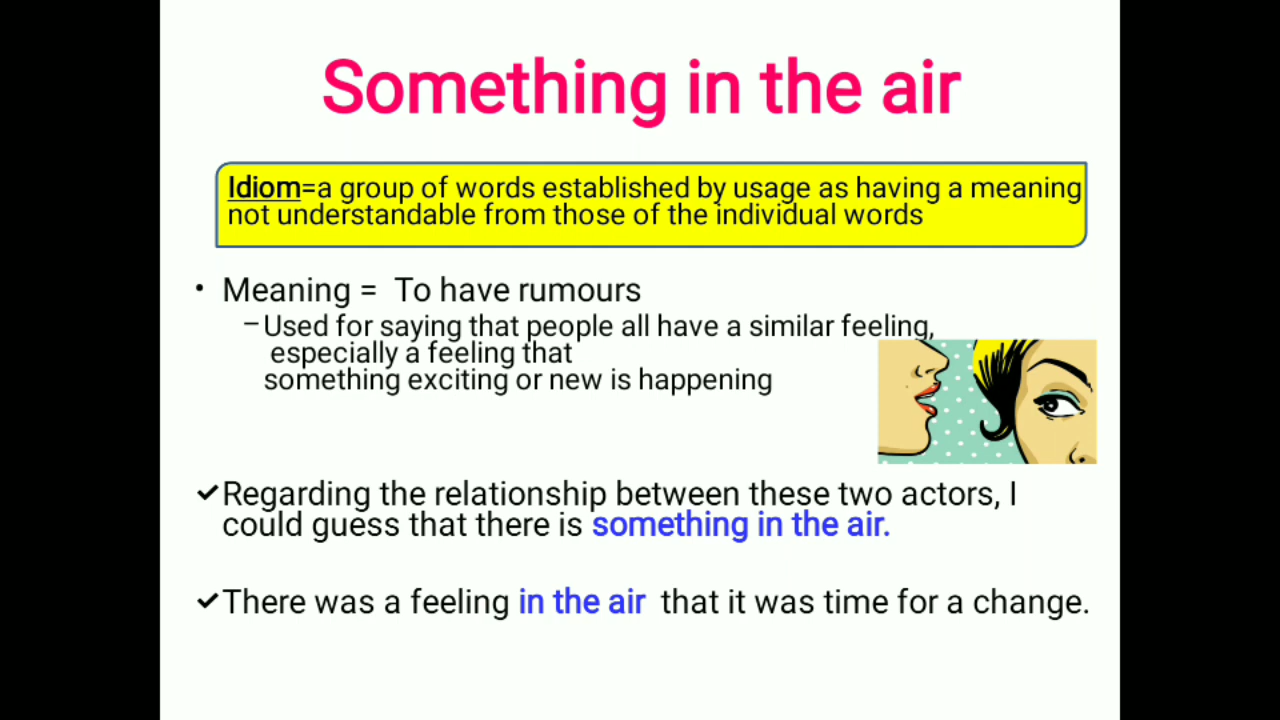 Something in the air
Idiom=a group of words established by usage as having a meaning
not understandable from those of the individual words
• Meaning = To have rumours
–Used for saying that people all have a similar feeling,
especially a feeling that
something exciting or new is happening
✔Regarding the relationship between these two actors, I
could guess that there is something in the air.
✔There was a feeling in the air that it was time for a change.